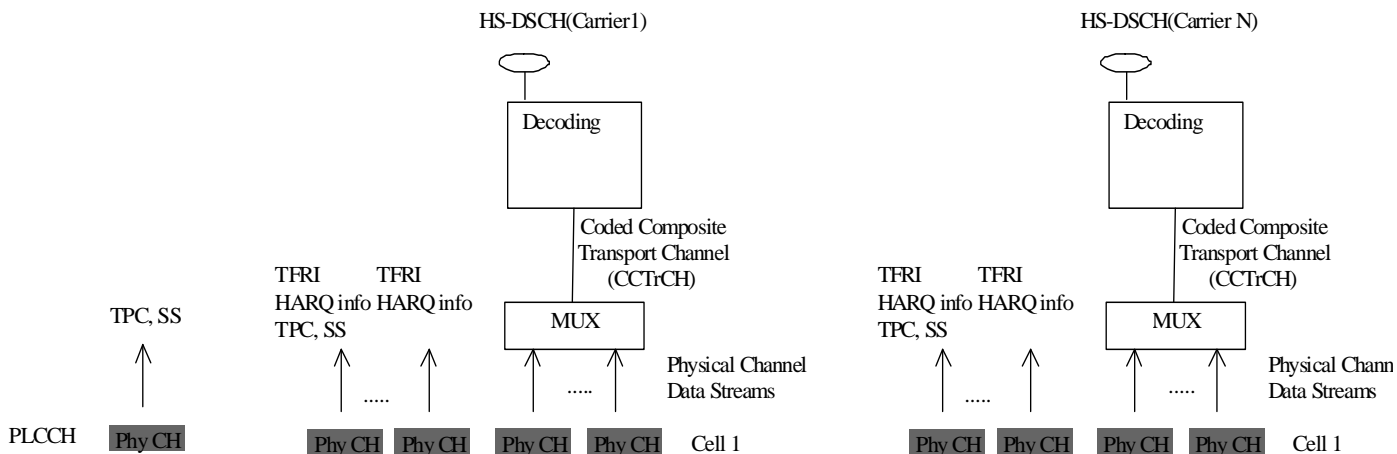 HS-DSCH(Carrier1)
HS-DSCH(Carrier N)
Decoding
Decoding
Coded Composite
Transport Channel
(CCTrCH)
Coded Composite
Transport Channel
(CCTrCH)
TFRI
HARQ info
TPC, SS
TFRI
HARQ info
TFRI
HARQ info
TPC, SS
TFRI
HARQ info
TPC, SS
MUX
MUX
Physical Channel
Data Streams
Physical Chann
Data Streams
.....
.....
.....
.....
PLCCH
Phy CH
Phy CH
Phy CH
Phy CH
Phy CH
Cell 1
Phy CH
Phy CH
Phy CH
Phy CH
Cell 1